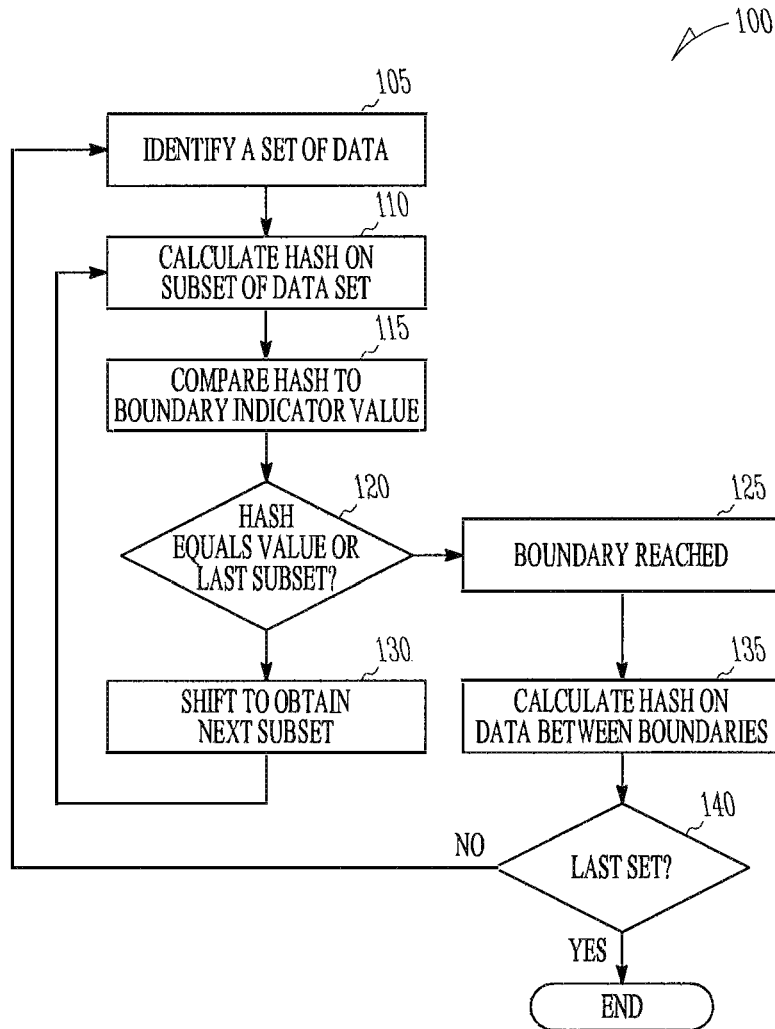 100
105
IDENTIFY A SET OF DATA
110
CALCULATE HASH ON
SUBSET OF DATA SET
115
COMPARE HASH TO
BOUNDARY INDICATOR VALUE
120
HASH
EQUALS VALUE OR
LAST SUBSET?
125
BOUNDARY REACHED
130
SHIFT TO OBTAIN
NEXT SUBSET
135
CALCULATE HASH ON
DATA BETWEEN BOUNDARIES
140
NO
LAST SET?
YES
END